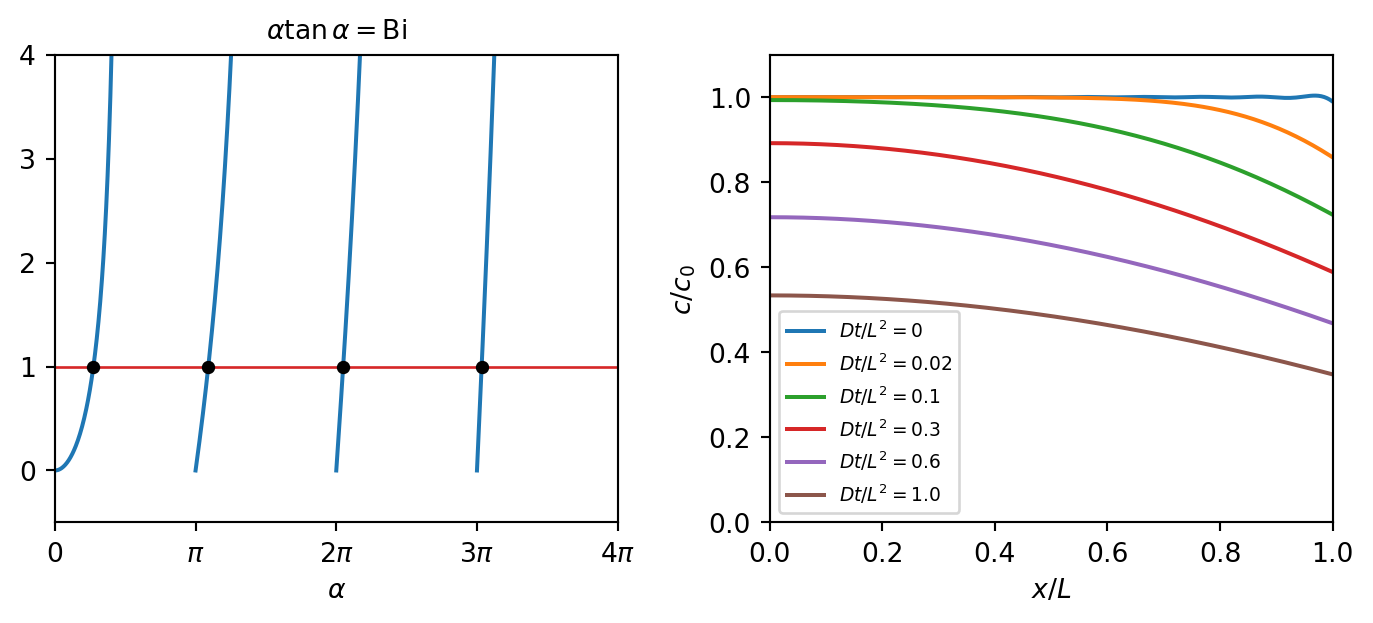 α tan α = Bi
4
3
2
1
0
0 π 2π 3π 4π
α
c/c₀
1.0
0.8
0.6
0.4
0.2
0.0
Dt/L² = 0
Dt/L² = 0.02
Dt/L² = 0.1
Dt/L² = 0.3
Dt/L² = 0.6
Dt/L² = 1.0
0.0 0.2 0.4 0.6 0.8 1.0
x/L